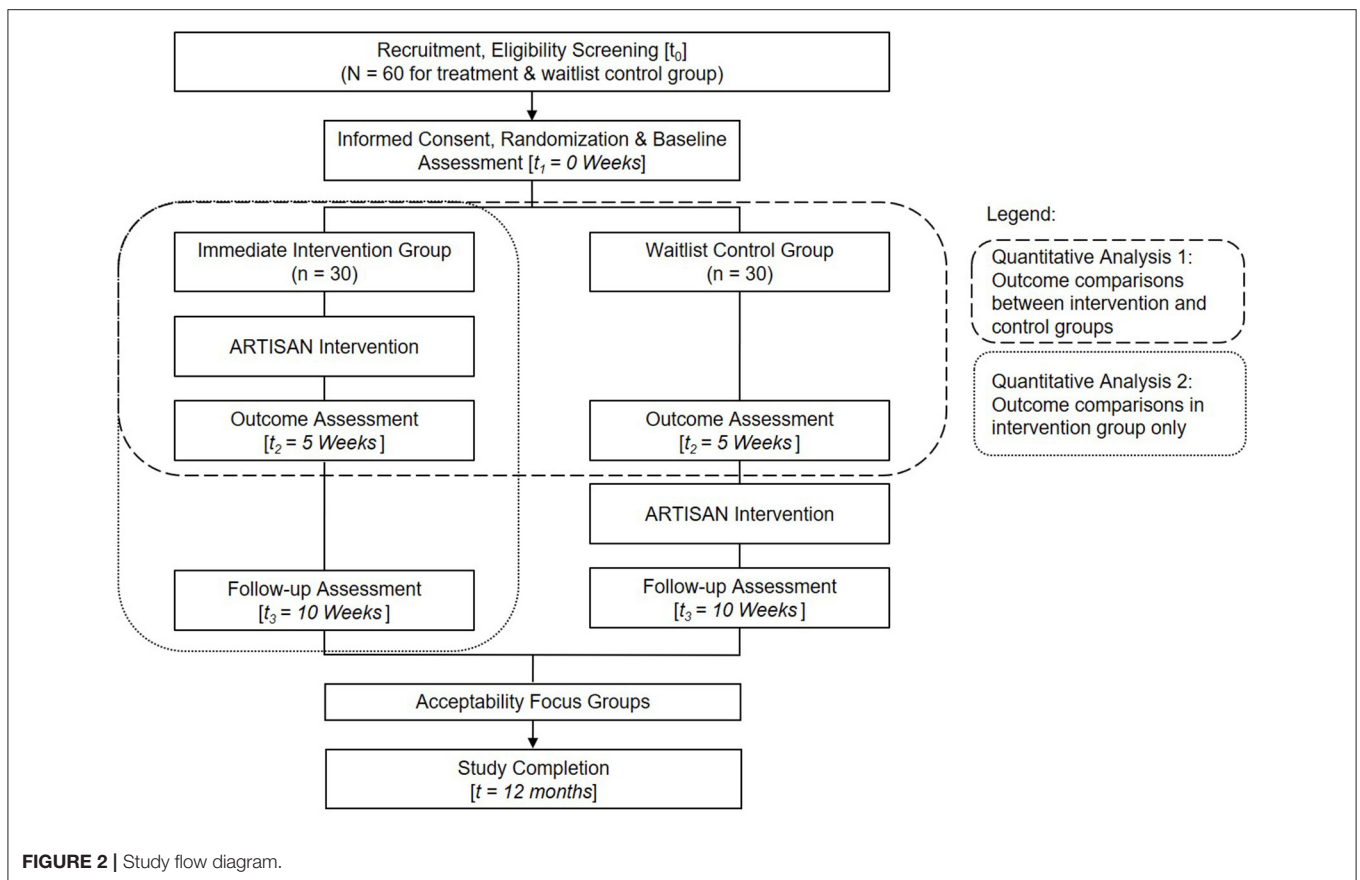 Recruitment, Eligibility Screening [t0]
(N = 60 for treatment & waitlist control group)
Informed Consent, Randomization & Baseline
Assessment [t1 = 0 Weeks]
Immediate Intervention Group
(n = 30)
ARTISAN Intervention
Outcome Assessment
[t2 = 5 Weeks]
Follow-up Assessment
[t3 = 10 Weeks]
Waitlist Control Group
(n = 30)
Outcome Assessment
[t2 = 5 Weeks]
ARTISAN Intervention
Follow-up Assessment
[t3 = 10 Weeks]
Acceptability Focus Groups
Study Completion
[t = 12 months]
Legend:
Quantitative Analysis 1:
Outcome comparisons
between intervention and
control groups
Quantitative Analysis 2:
Outcome comparisons in
intervention group only
FIGURE 2 | Study flow diagram.